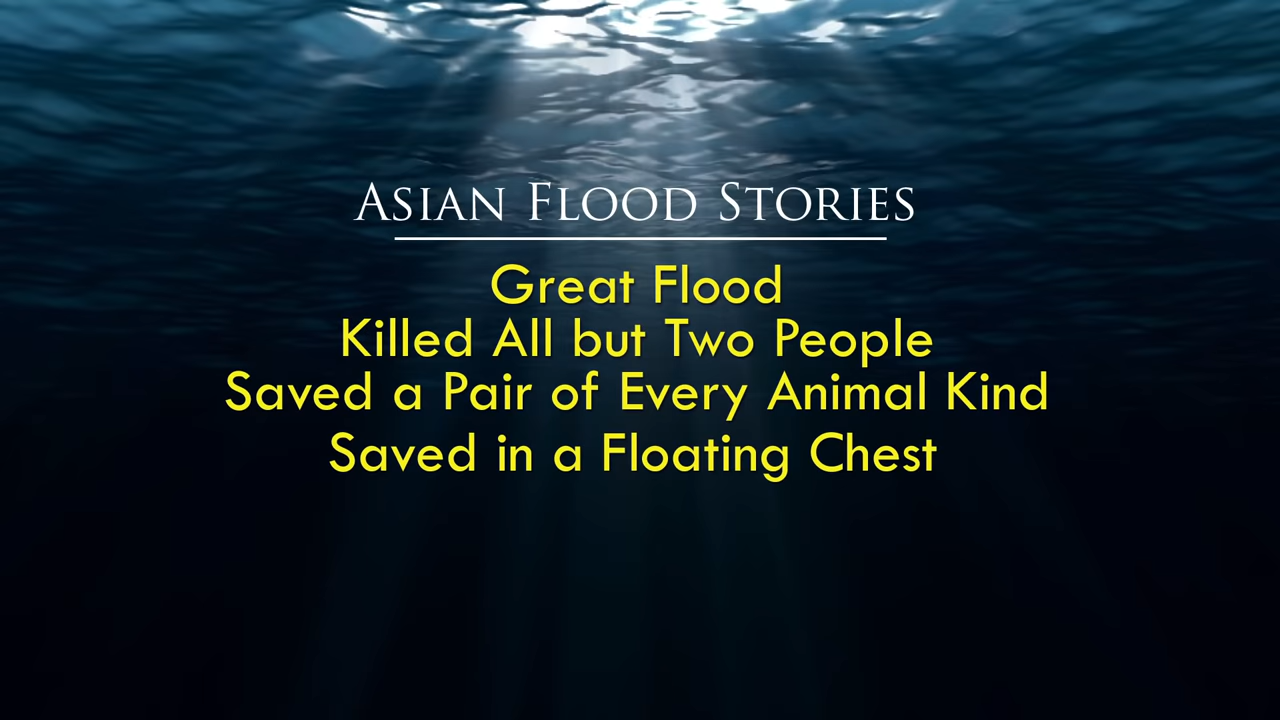 Asian Flood Stories
Great Flood
Killed All but Two People
Saved a Pair of Every Animal Kind
Saved in a Floating Chest